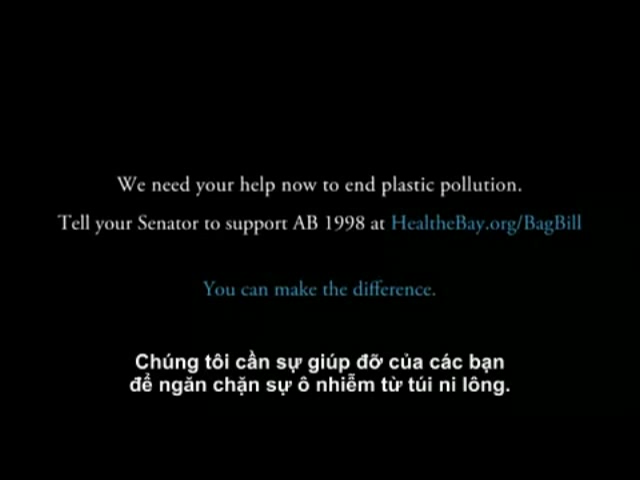 We need your help now to end plastic pollution.
Tell your Senator to support AB 1998 at HealtheBay.org/BagBill
You can make the difference.
Chúng tôi cần sự giúp đỡ của các bạn
để ngăn chặn sự ô nhiễm từ túi ni lông.